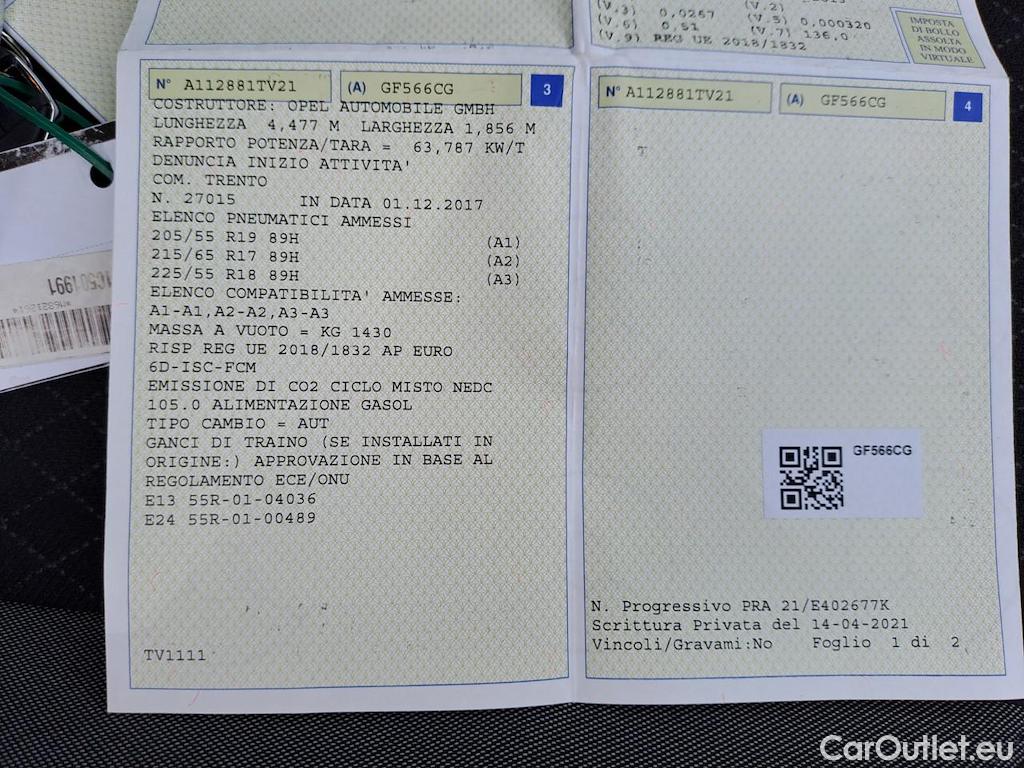 (V.3) 0,0267 (V.2)
(V.6) 0,51 (V.5) 0,000320
(V.7) 136,0
(V.9) REG UE 2018/1832
IMPOSTA
DI BOLLO
ASSOLTA
IN MODO
VIRTUALE
N° A112881TV21 (A) GF566CG 3
COSTRUTTORE: OPEL AUTOMOBILE GMBH
LUNGHEZZA 4,477 M LARGHEZZA 1,856 M
RAPPORTO POTENZA/TARA = 63,787 KW/T
DENUNCIA INIZIO ATTIVITA'
COM. TRENTO
N. 27015 IN DATA 01.12.2017
ELENCO PNEUMATICI AMMESSI
205/55 R19 89H (A1)
215/65 R17 89H (A2)
225/55 R18 89H (A3)
ELENCO COMPATIBILITA' AMMESSE:
A1-A1,A2-A2,A3-A3
MASSA A VUOTO = KG 1430
RISP REG UE 2018/1832 AP EURO
6D-ISC-FCM
EMISSIONE DI CO2 CICLO MISTO NEDC
105.0 ALIMENTAZIONE GASOL
TIPO CAMBIO = AUT
GANCI DI TRAINO (SE INSTALLATI IN
ORIGINE:) APPROVAZIONE IN BASE AL
REGOLAMENTO ECE/ONU
E13 55R-01-04036
E24 55R-01-00489
TV1111
N° A112881TV21 (A) GF566CG 4
GF566CG
N. Progressivo PRA 21/E402677K
Scrittura Privata del 14-04-2021
Vincoli/Gravami:No Foglio 1 di 2
CarOutlet.eu